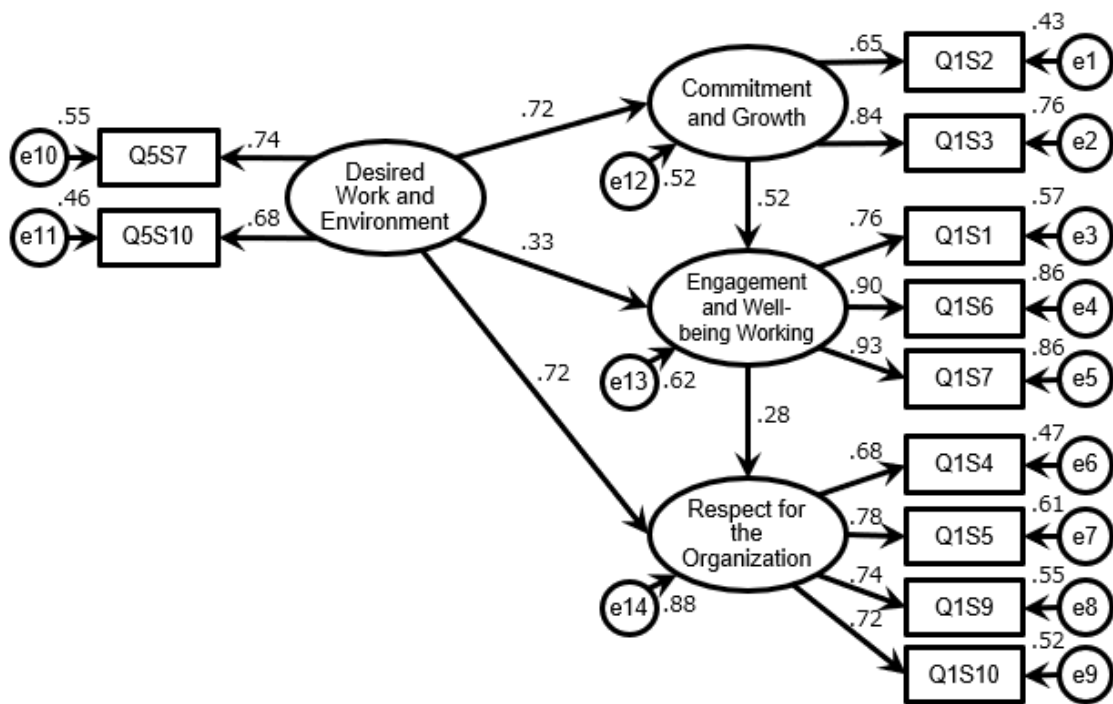 .43
.65
Q1S2
e1
Commitment
and Growth
.76
.84
Q1S3
e2
.72
e12
.52
.55
e10
Q5S7
.74
.46
e11
Q5S10
.68
Desired
Work and
Environment
.52
.33
.57
.76
Q1S1
e3
Engagement
and Well-
being Working
.86
.90
Q1S6
e4
.86
.93
Q1S7
e5
e13
.62
.72
.28
.47
.68
Q1S4
e6
Respect for
the
Organization
.61
.78
Q1S5
e7
.55
.74
Q1S9
e8
e14
.88
.72
.52
Q1S10
e9